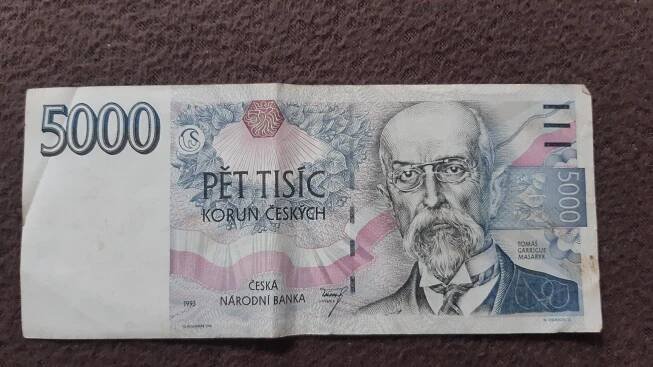 5000
PĚT TISÍC
KORUN ČESKÝCH
5000
TOMÁŠ
GARRIGUE
MASARYK
ČESKÁ
NÁRODNÍ BANKA
1993